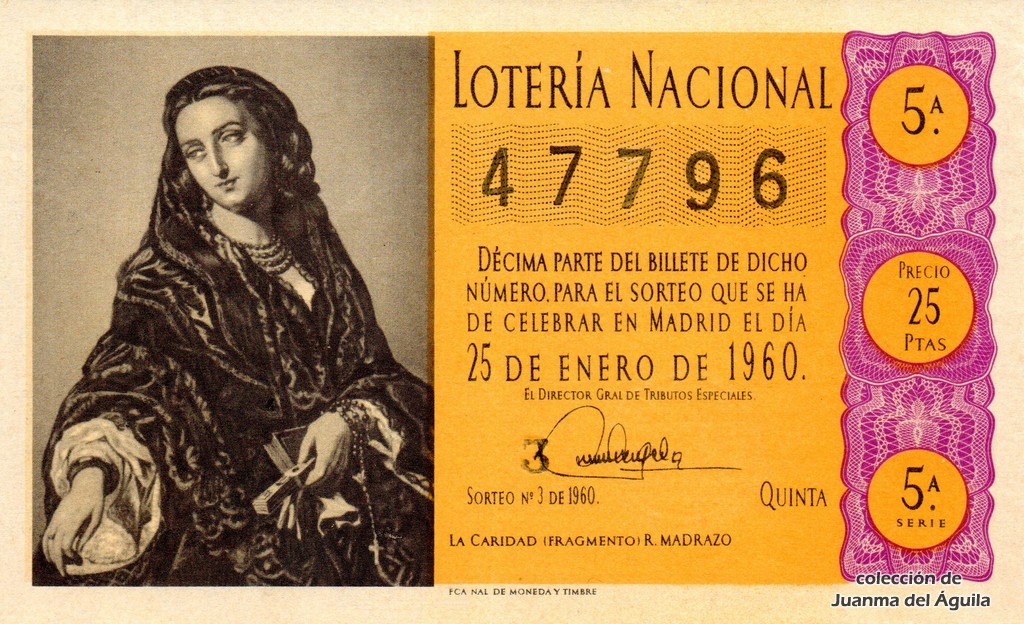 LOTERÍA NACIONAL
47796
DÉCIMA PARTE DEL BILLETE DE DICHO
NÚMERO, PARA EL SORTEO QUE SE HA
DE CELEBRAR EN MADRID EL DÍA
25 DE ENERO DE 1960.
EL DIRECTOR GRAL DE TRIBUTOS ESPECIALES.
3
SORTEO Nº 3 DE 1960.
QUINTA
LA CARIDAD (FRAGMENTO) R. MADRAZO
FCA NAL DE MONEDA Y TIMBRE
5.ᴬ
PRECIO
25
PTAS
5.ᴬ
SERIE
colección de
Juanma del Águila